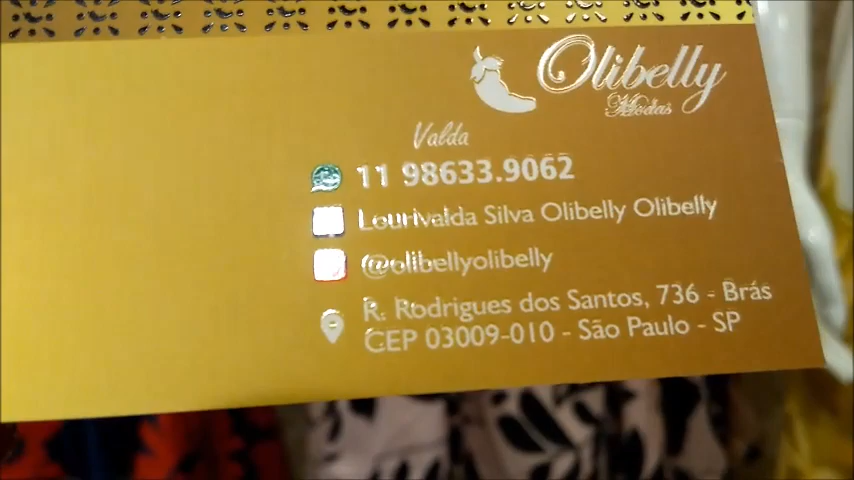 Olibelly
Modas
Valda
11 98633.9062
Lourivalda Silva Olibelly Olibelly
@olibellyolibelly
R. Rodrigues dos Santos, 736 - Brás
CEP 03009-010 - São Paulo - SP